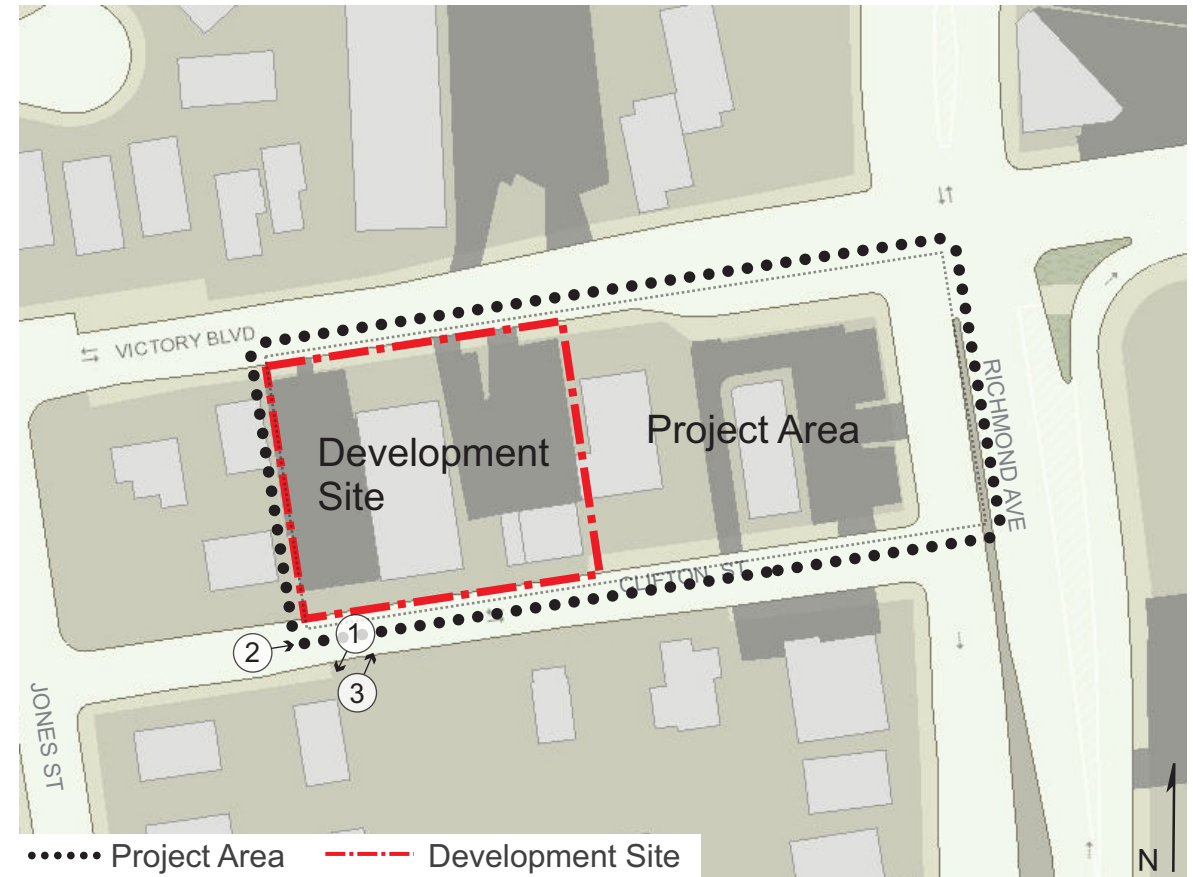 VICTORY BLVD
RICHMOND AVE
Project Area
Development
Site
CLIFTON ST
1
2
3
JONES ST
Project Area
Development Site
N